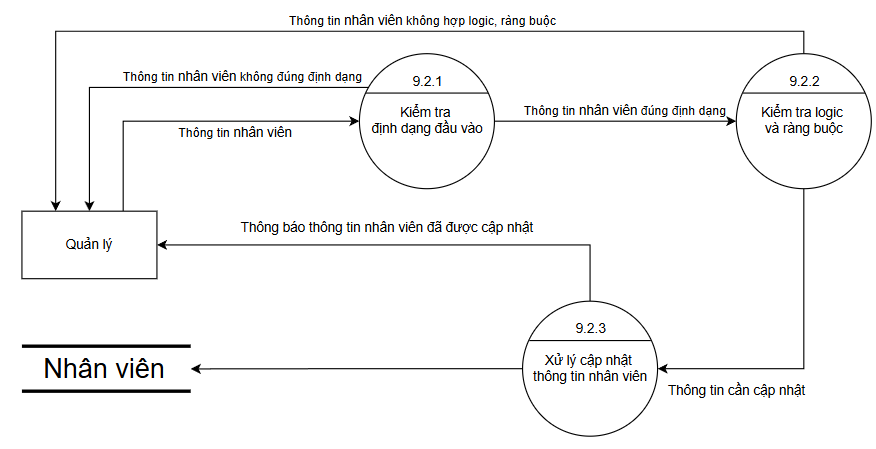 Thông tin nhân viên không hợp logic, ràng buộc
Thông tin nhân viên không đúng định dạng
9.2.1
Kiểm tra
định dạng đầu vào
Thông tin nhân viên đúng định dạng
9.2.2
Kiểm tra logic
và ràng buộc
Thông tin nhân viên
Quản lý
Thông báo thông tin nhân viên đã được cập nhật
9.2.3
Xử lý cập nhật
thông tin nhân viên
Nhân viên
Thông tin cần cập nhật